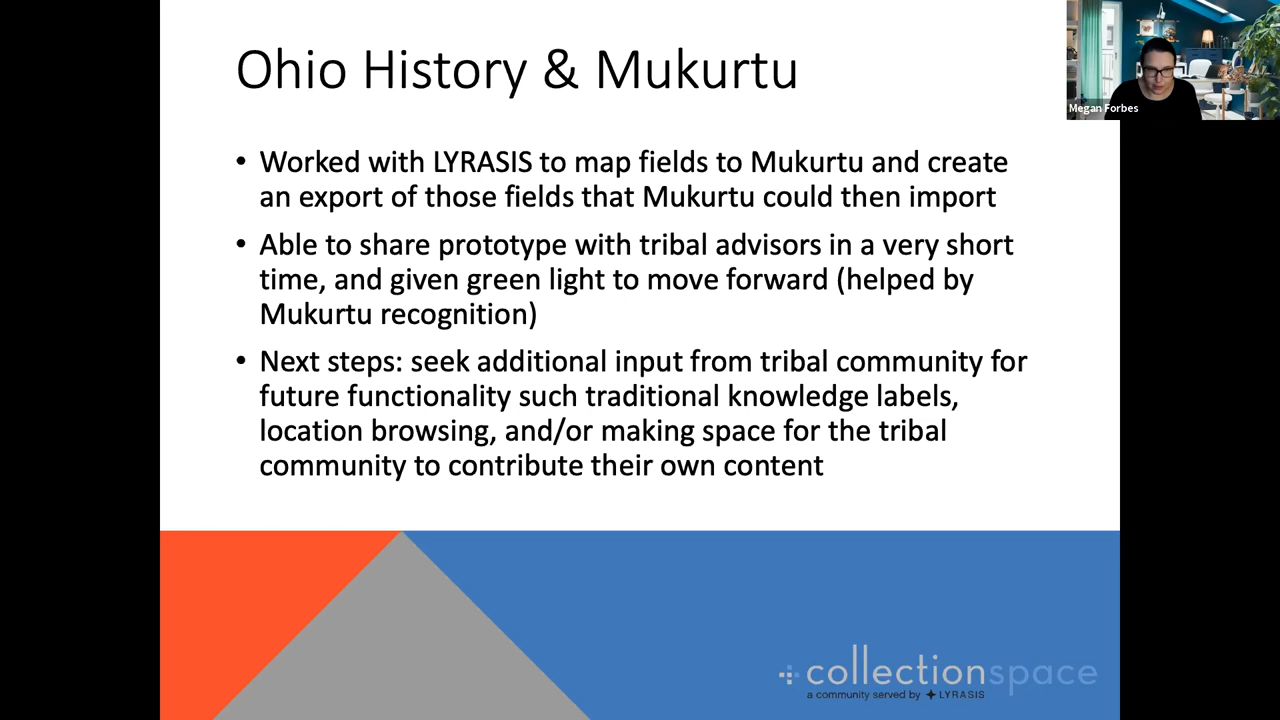 Ohio History & Mukurtu
Megan Forbes
• Worked with LYRASIS to map fields to Mukurtu and create
an export of those fields that Mukurtu could then import
• Able to share prototype with tribal advisors in a very short
time, and given green light to move forward (helped by
Mukurtu recognition)
• Next steps: seek additional input from tribal community for
future functionality such traditional knowledge labels,
location browsing, and/or making space for the tribal
community to contribute their own content
collectionspace
a community served by LYRASIS